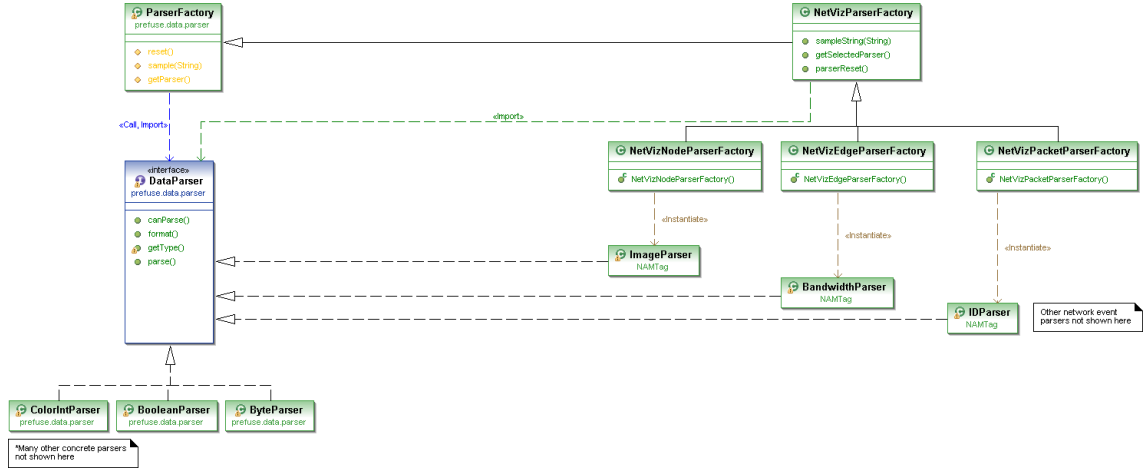 ParserFactory
prefuse.data.parser
reset()
sample(String)
getParser()
NetVizParserFactory
sampleString(String)
getSelectedParser()
parserReset()
«Call, Import»
«Import»
«interface»
DataParser
prefuse.data.parser
canParse()
format()
getType()
parse()
NetVizNodeParserFactory
NetVizNodeParserFactory()
NetVizEdgeParserFactory
NetVizEdgeParserFactory()
NetVizPacketParserFactory
NetVizPacketParserFactory()
«Instantiate»
«Instantiate»
«Instantiate»
ImageParser
NAMTag
BandwidthParser
NAMTag
IDParser
NAMTag
Other network event
parsers not shown here
ColorIntParser
prefuse.data.parser
BooleanParser
prefuse.data.parser
ByteParser
prefuse.data.parser
*Many other concrete parsers
not shown here